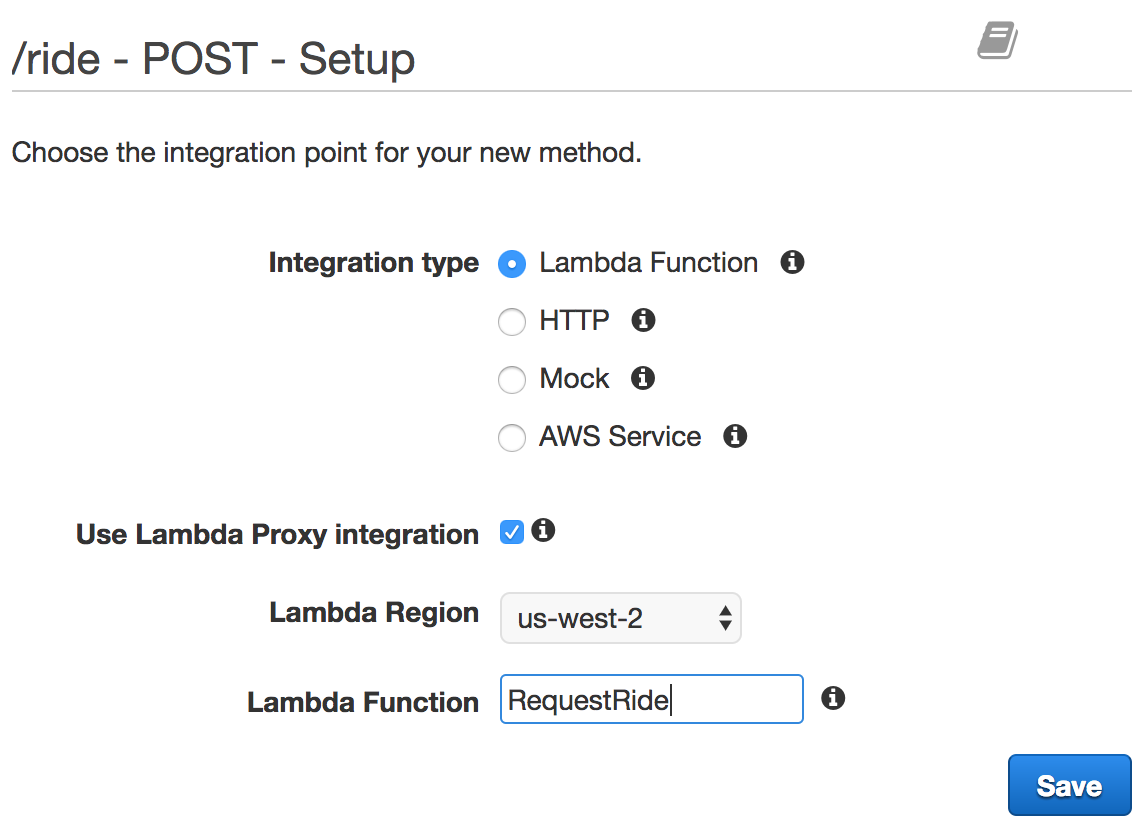 /ride - POST - Setup
Choose the integration point for your new method.
Integration type Lambda Function
HTTP
Mock
AWS Service
Use Lambda Proxy integration
Lambda Region us-west-2
Lambda Function RequestRide
Save